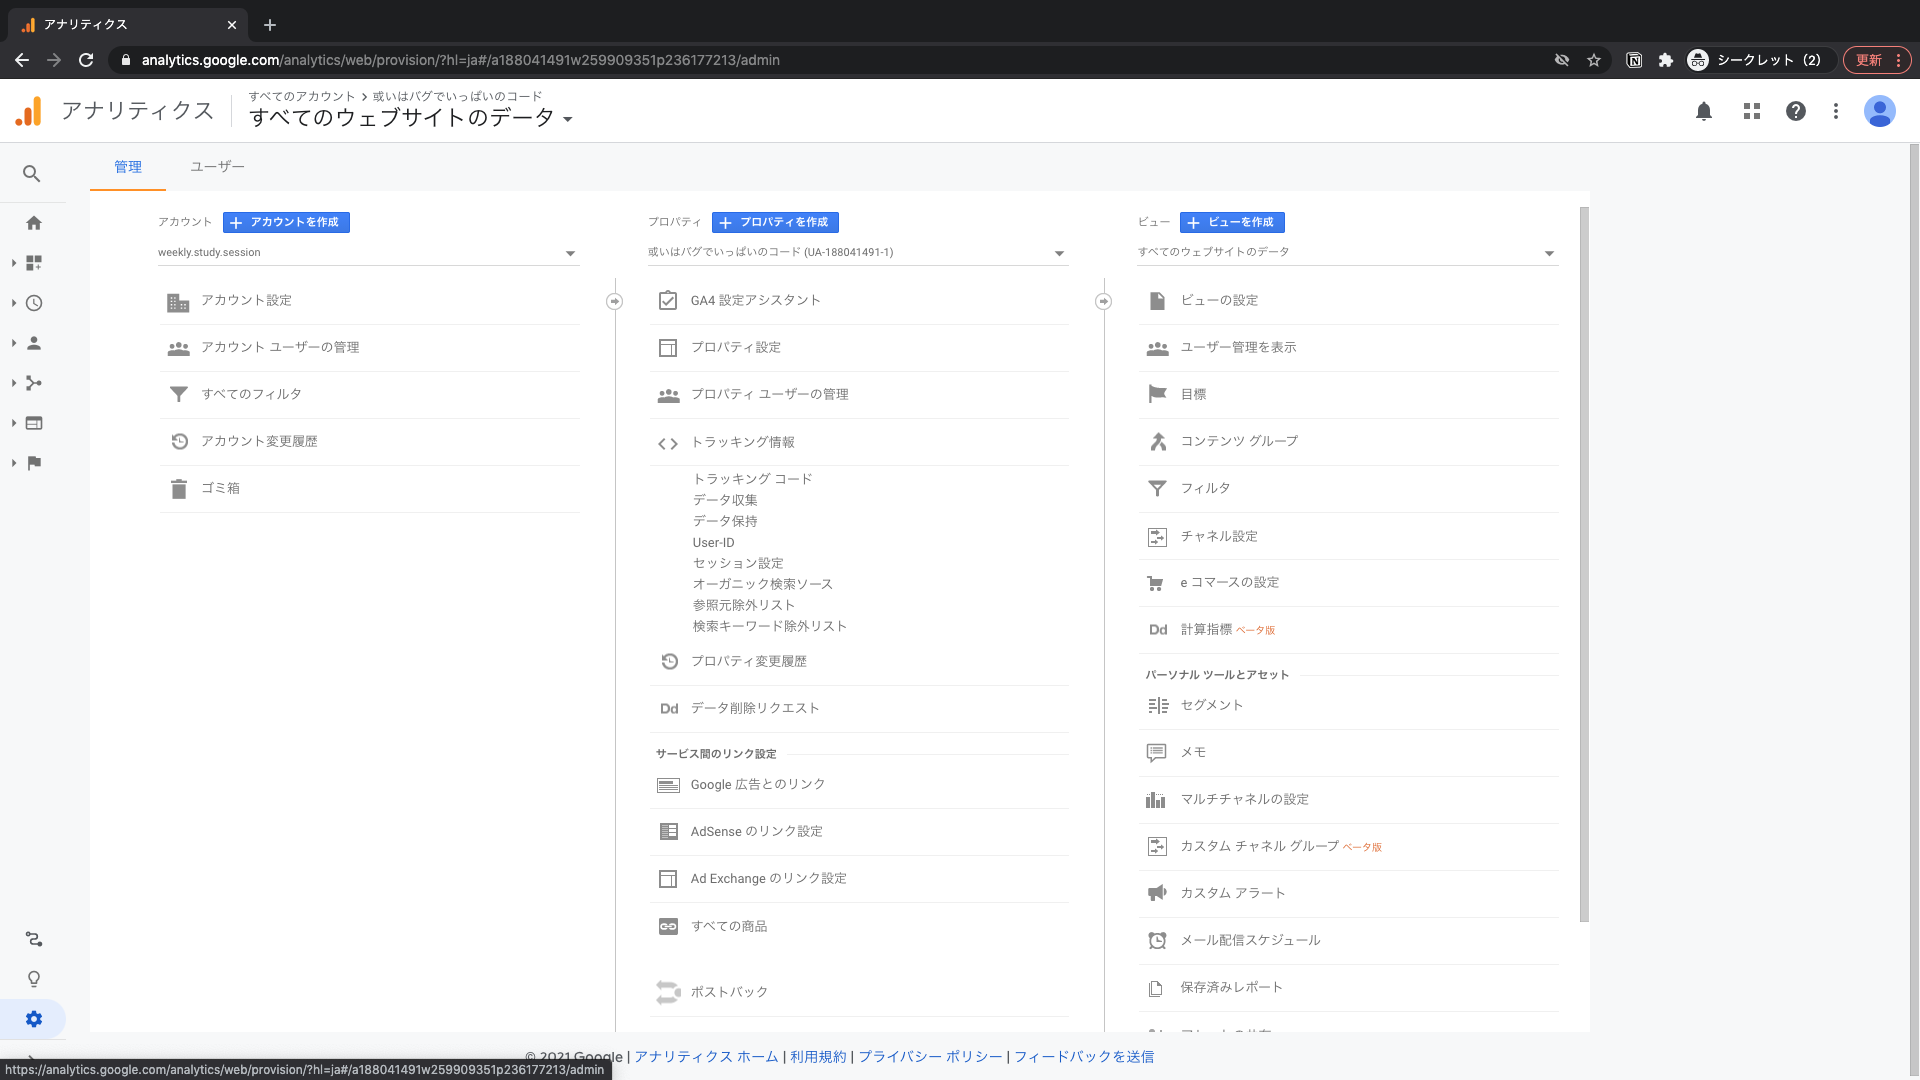 アナリティクス
analytics.google.com/analytics/web/provision/?hl=ja#/a188041491w259909351p236177213/admin
シークレット (2)
更新
アナリティクス
すべてのアカウント > 或いはバグでいっぱいのコード
すべてのウェブサイトのデータ
管理
ユーザー
アカウント
+ アカウントを作成
weekly.study.session
アカウント設定
アカウント ユーザーの管理
すべてのフィルタ
アカウント変更履歴
ゴミ箱
プロパティ
+ プロパティを作成
或いはバグでいっぱいのコード (UA-188041491-1)
GA4 設定アシスタント
プロパティ設定
プロパティ ユーザーの管理
<> トラッキング情報
トラッキング コード
データ収集
データ保持
User-ID
セッション設定
オーガニック検索ソース
参照元除外リスト
検索キーワード除外リスト
プロパティ変更履歴
Dd データ削除リクエスト
サービス間のリンク設定
Google 広告とのリンク
AdSense のリンク設定
Ad Exchange のリンク設定
すべての商品
ポストバック
ビュー
+ ビューを作成
すべてのウェブサイトのデータ
ビューの設定
ユーザー管理を表示
目標
コンテンツ グループ
フィルタ
チャネル設定
e コマースの設定
Dd 計算指標 ベータ版
パーソナル ツールとアセット
セグメント
メモ
マルチチャネルの設定
カスタム チャネル グループ ベータ版
カスタム アラート
メール配信スケジュール
保存済みレポート
© 2021 Google | アナリティクス ホーム | 利用規約 | プライバシー ポリシー | フィードバックを送信
https://analytics.google.com/analytics/web/provision/?hl=ja#/a188041491w259909351p236177213/admin